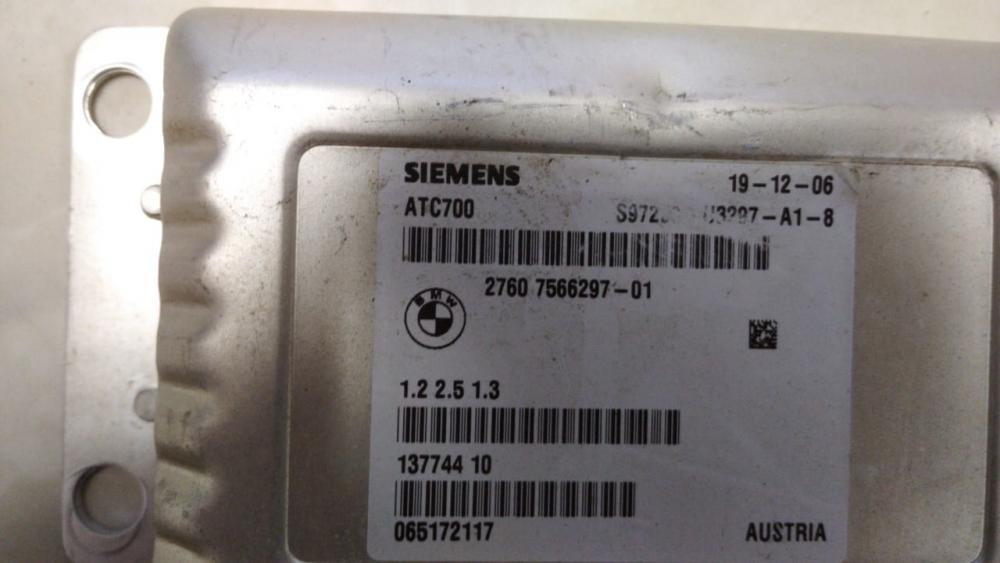 SIEMENS 19-12-06
ATC700 -A1-8
2760 7566297-01
BMW
1.2 2.5 1.3
137744 10
065172117 AUSTRIA